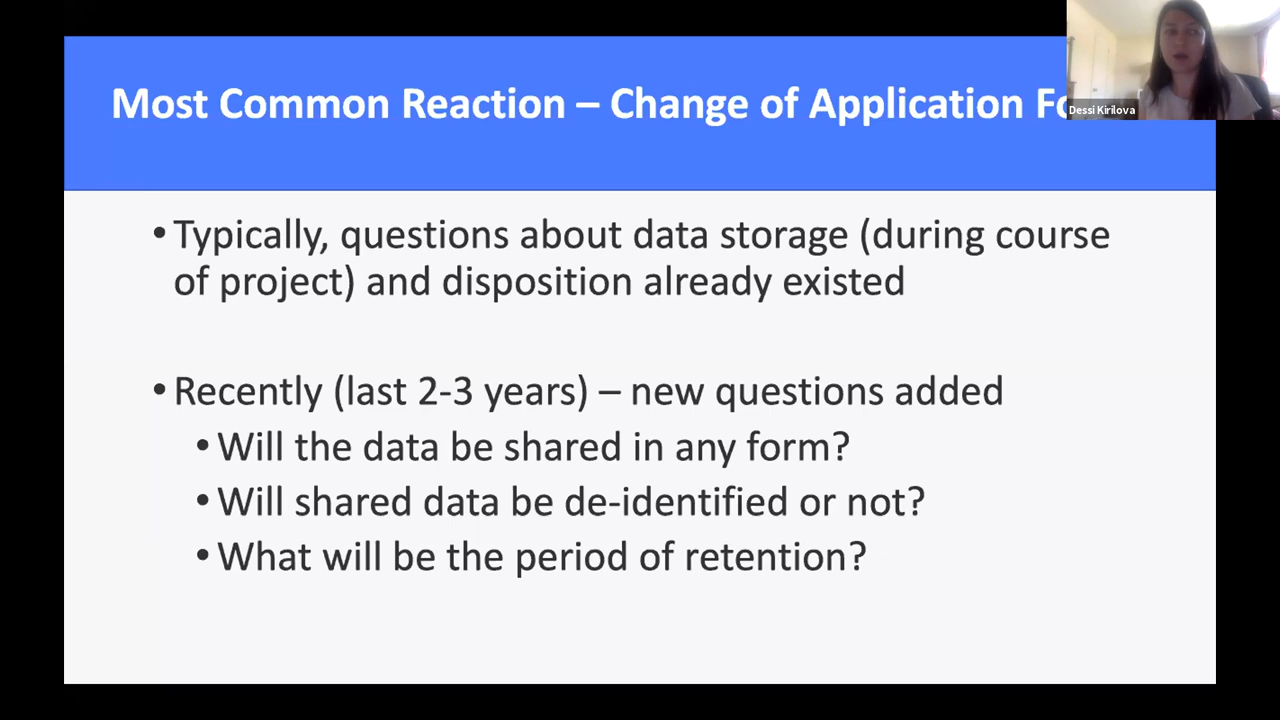 Most Common Reaction – Change of Application
Dessi Kirilova
• Typically, questions about data storage (during course
of project) and disposition already existed
• Recently (last 2-3 years) – new questions added
• Will the data be shared in any form?
• Will shared data be de-identified or not?
• What will be the period of retention?